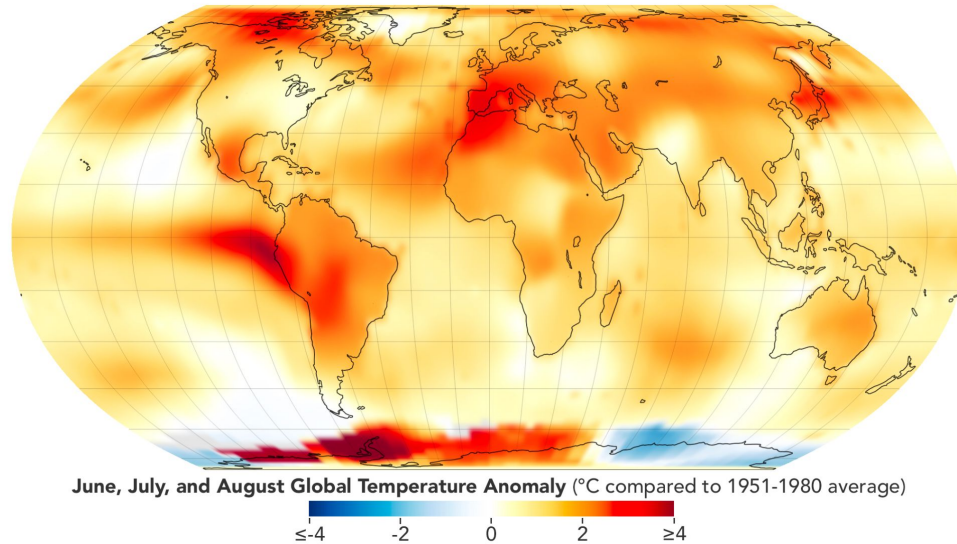 June, July, and August Global Temperature Anomaly (°C compared to 1951-1980 average)
≤-4 -2 0 2 ≥4